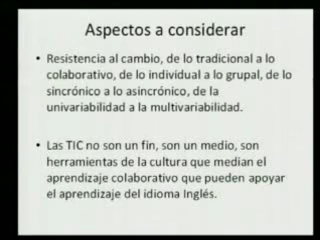 Aspectos a considerar
• Resistencia al cambio, de lo tradicional a lo
colaborativo, de lo individual a lo grupal, de lo
sincrónico a lo asincrónico, de la
univariabilidad a la multivariabilidad.
• Las TIC no son un fin, son un medio, son
herramientas de la cultura que median el
aprendizaje colaborativo que pueden apoyar
el aprendizaje del idioma Inglés.